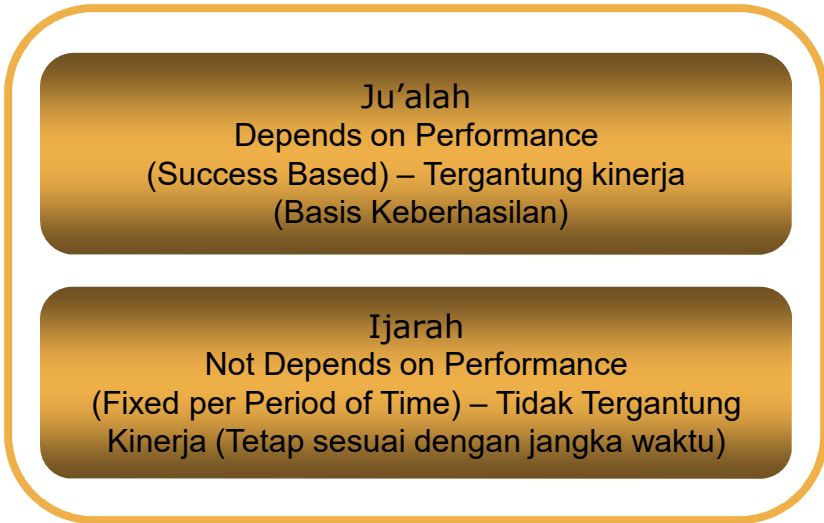 Ju’alah
Depends on Performance
(Success Based) – Tergantung kinerja
(Basis Keberhasilan)
Ijarah
Not Depends on Performance
(Fixed per Period of Time) – Tidak Tergantung
Kinerja (Tetap sesuai dengan jangka waktu)